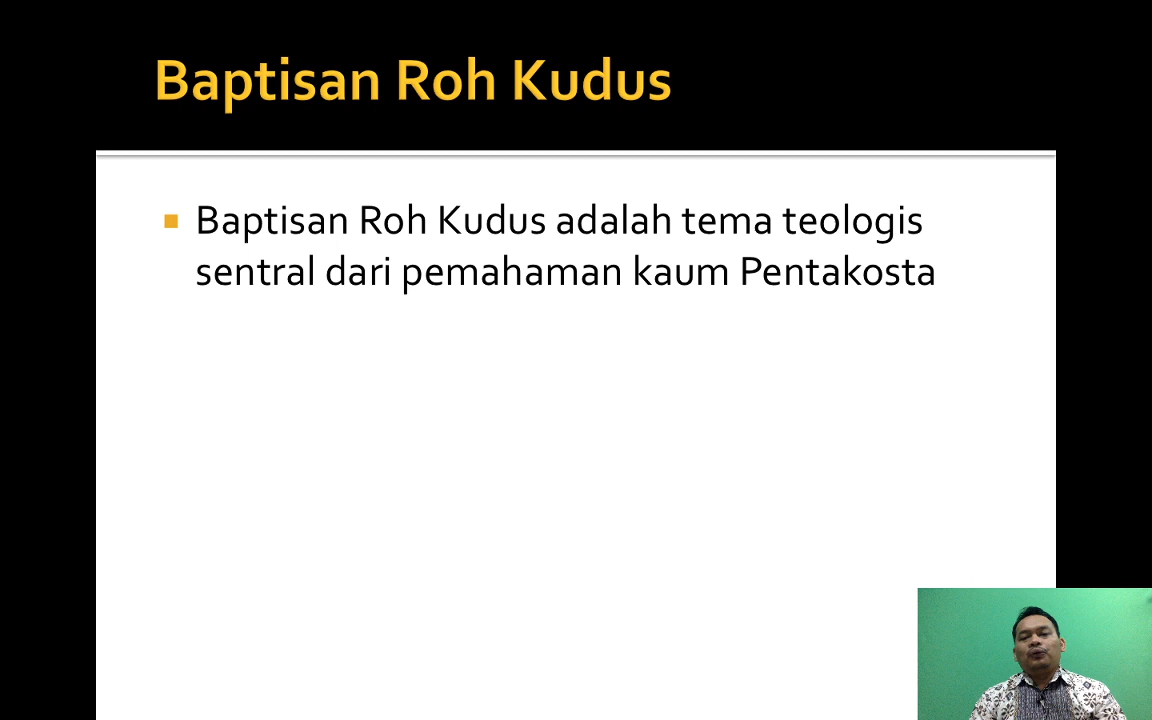 Baptisan Roh Kudus
Baptisan Roh Kudus adalah tema teologis
sentral dari pemahaman kaum Pentakosta